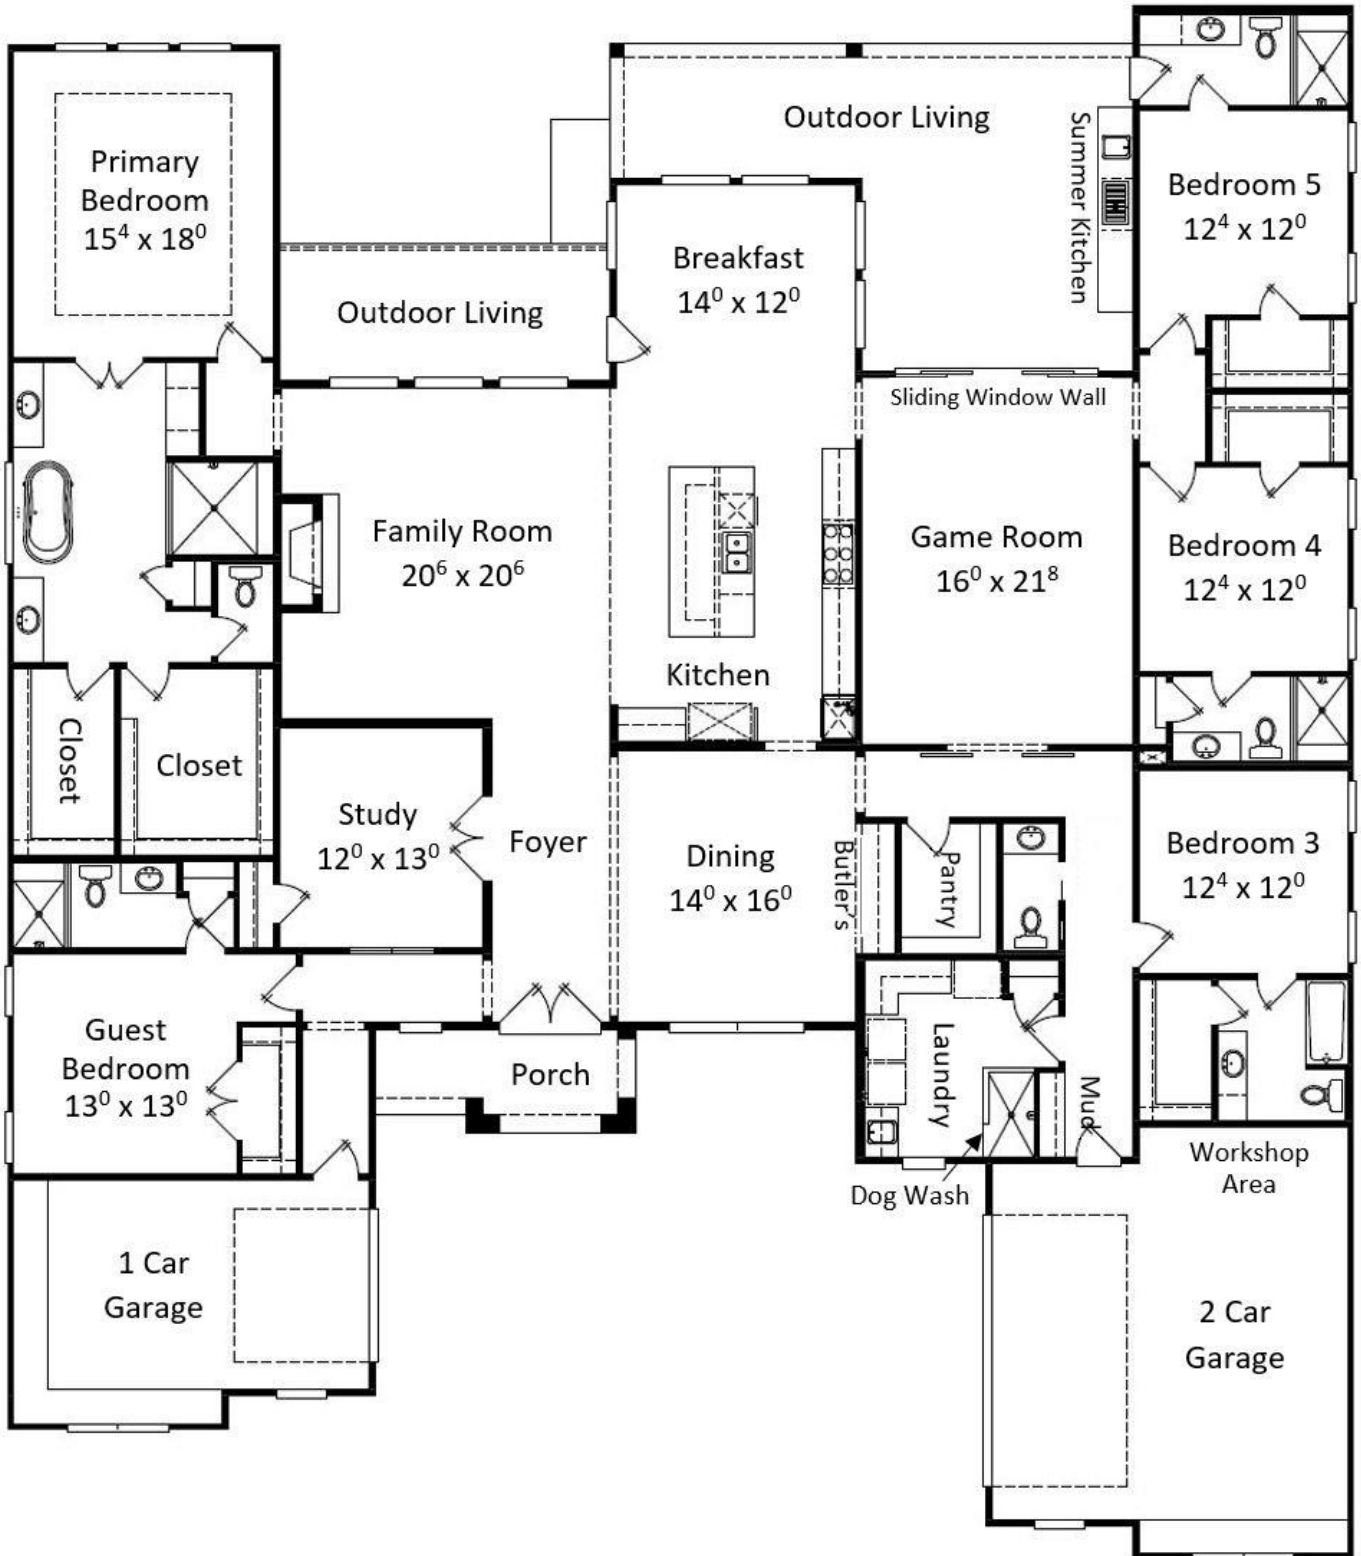 Primary
Bedroom
15⁴ x 18⁰
Outdoor Living
Outdoor Living
Summer Kitchen
Bedroom 5
12⁴ x 12⁰
Breakfast
14⁰ x 12⁰
Sliding Window Wall
Family Room
20⁶ x 20⁶
Game Room
16⁰ x 21⁸
Bedroom 4
12⁴ x 12⁰
Kitchen
Closet
Closet
Study
12⁰ x 13⁰
Foyer
Dining
14⁰ x 16⁰
Butler's
Pantry
Bedroom 3
12⁴ x 12⁰
Guest
Bedroom
13⁰ x 13⁰
Porch
Laundry
Mud
Dog Wash
Workshop
Area
1 Car
Garage
2 Car
Garage